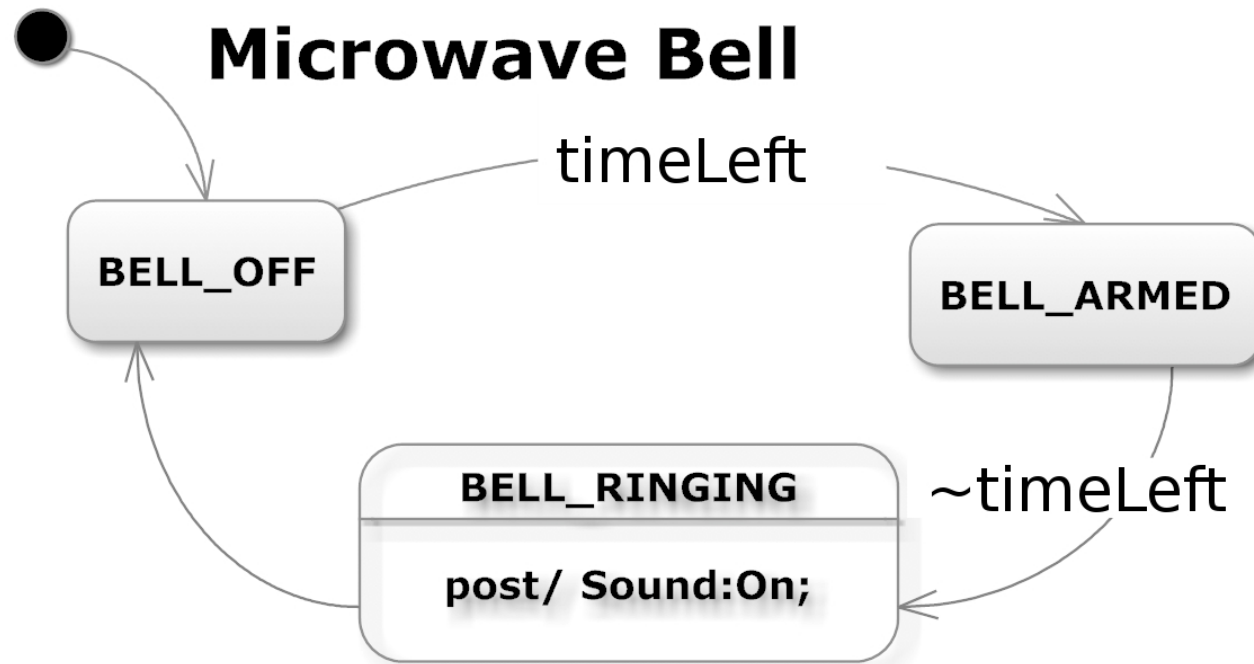 Microwave Bell
timeLeft
BELL_OFF
BELL_ARMED
BELL_RINGING
~timeLeft
post/ Sound:On;